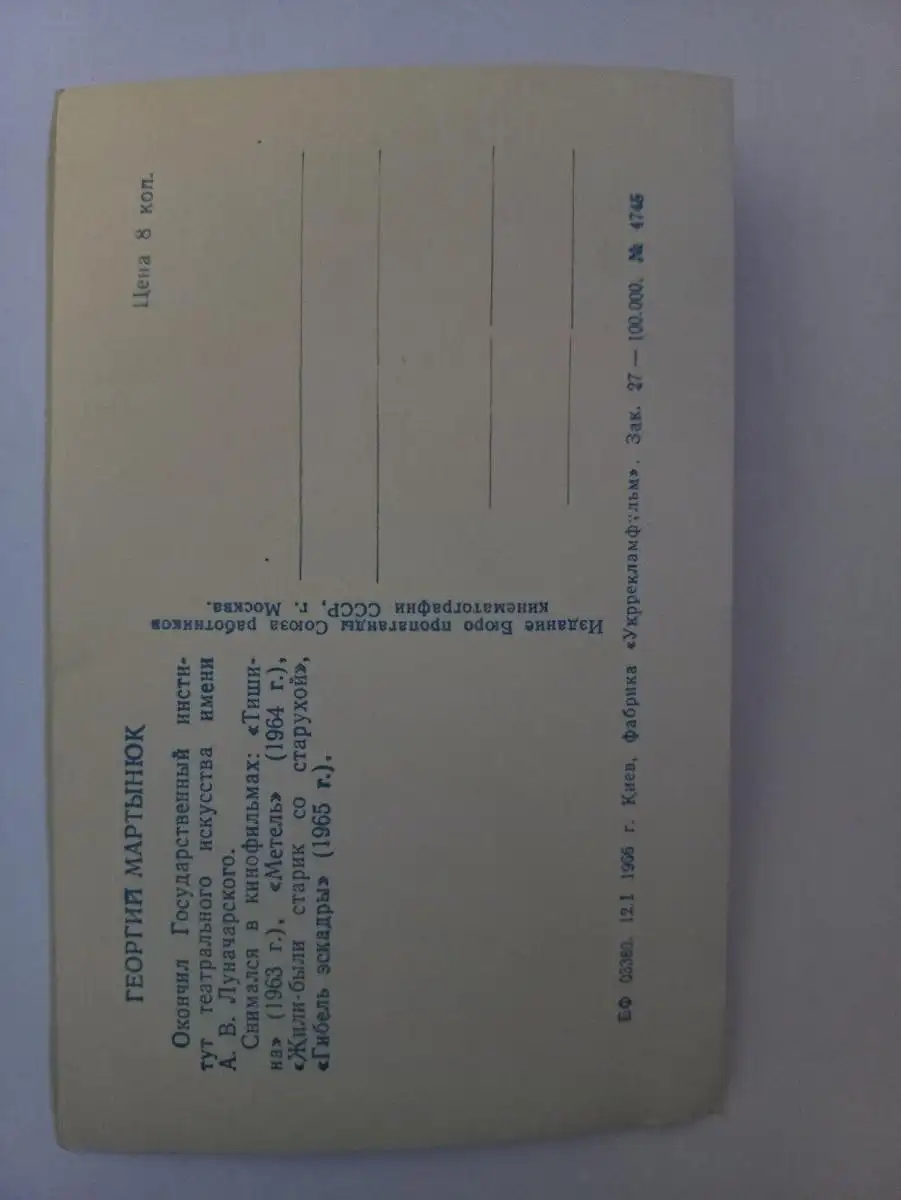 ГЕОРГИЙ МАРТЫНЮК
Окончил Государственный инсти-
тут театрального искусства имени
А. В. Луначарского.
Снимался в кинофильмах: «Тиши-
на» (1963 г.), «Метель» (1964 г.),
«Жили-были старик со старухой»,
«Гибель эскадры» (1965 г.).
Издание Бюро пропаганды Союза работников
кинематографии СССР, г. Москва.
Цена 8 коп.
БФ 03380. 12.1 1966 г. Киев, фабрика «Укррекламфильм». Зак. 27 — 100.000. № 4745